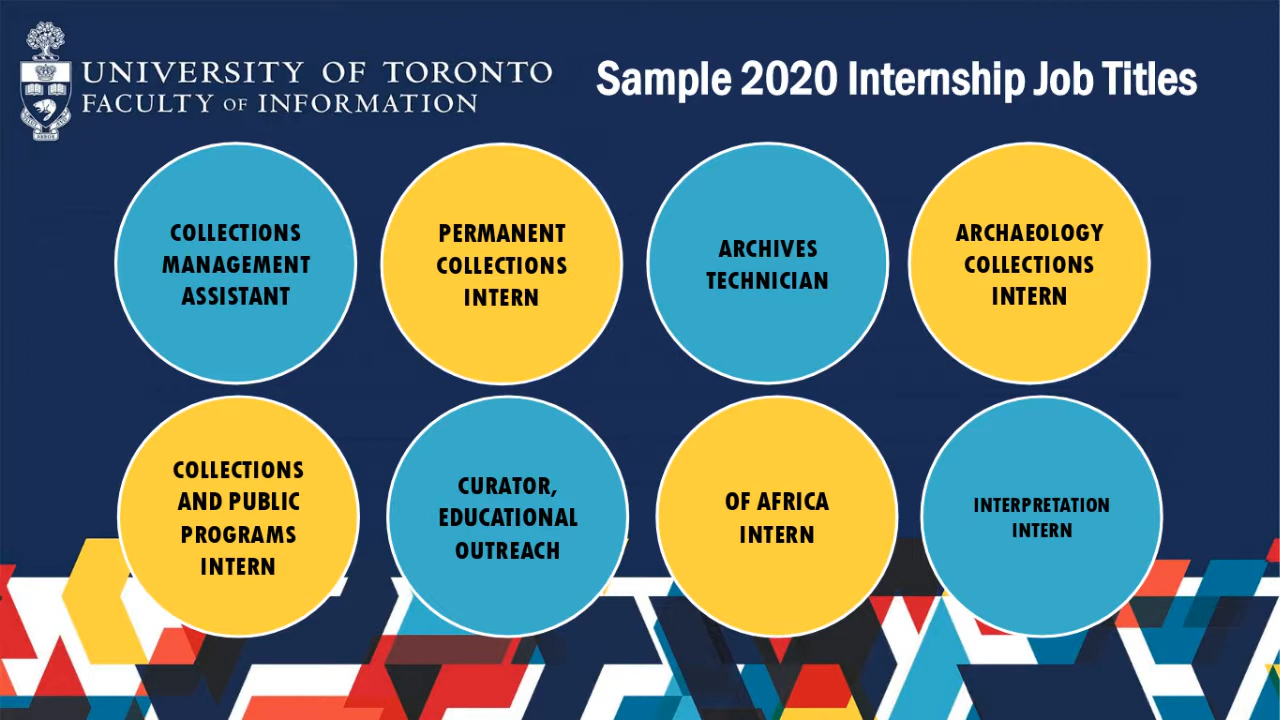 UNIVERSITY OF TORONTO
FACULTY OF INFORMATION
Sample 2020 Internship Job Titles
COLLECTIONS
MANAGEMENT
ASSISTANT
PERMANENT
COLLECTIONS
INTERN
ARCHIVES
TECHNICIAN
ARCHAEOLOGY
COLLECTIONS
INTERN
COLLECTIONS
AND PUBLIC
PROGRAMS
INTERN
CURATOR,
EDUCATIONAL
OUTREACH
OF AFRICA
INTERN
INTERPRETATION
INTERN